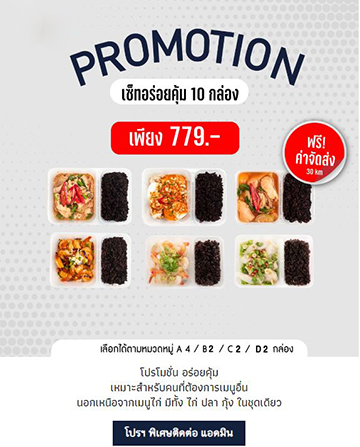 PROMOTION
เซ็ทอร่อยคุ้ม 10 กล่อง
เพียง 779.-
ฟรี!
ค่าจัดส่ง
30 km
เลือกได้ตามหมวดหมู่ A 4 / B 2 / C 2 / D 2 กล่อง
โปรโมชั่น อร่อยคุ้ม
เหมาะสำหรับคนที่ต้องการเมนูอื่น
นอกเหนือจากเมนูไก่ มีทั้ง ไก่ ปลา กุ้ง ในชุดเดียว
โปรฯ พิเศษติดต่อ แอดมิน